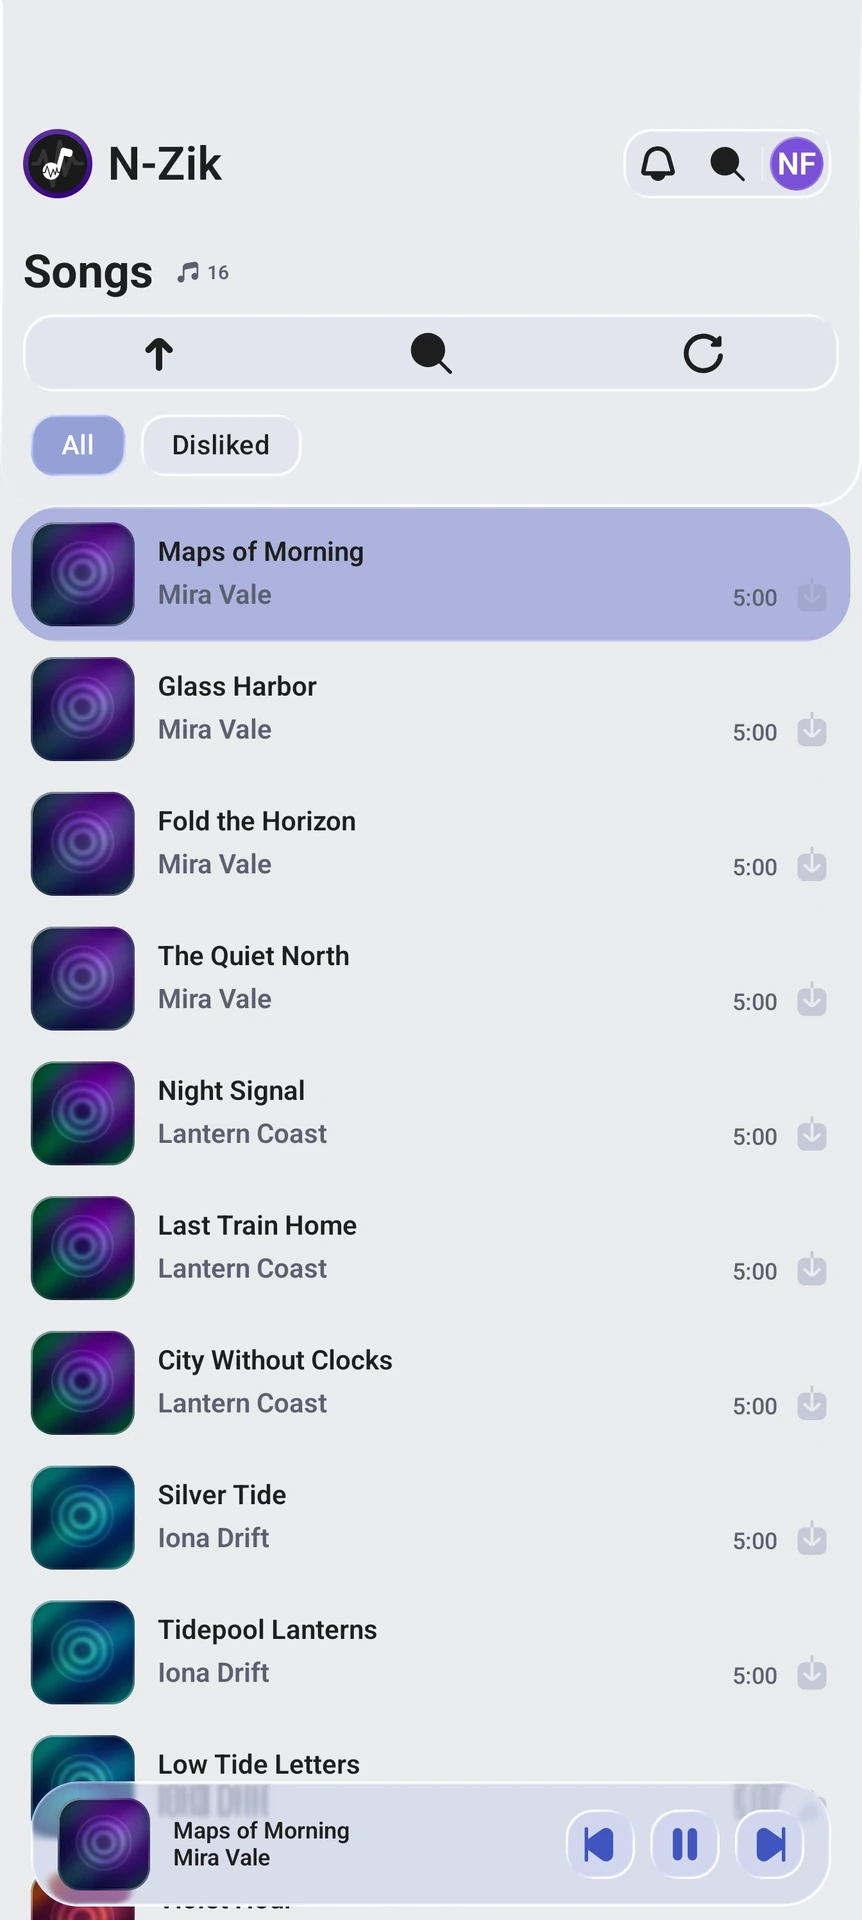 N-Zik
NF
Songs
16
All
Disliked
Maps of Morning
Mira Vale
5:00
Glass Harbor
Mira Vale
5:00
Fold the Horizon
Mira Vale
5:00
The Quiet North
Mira Vale
5:00
Night Signal
Lantern Coast
5:00
Last Train Home
Lantern Coast
5:00
City Without Clocks
Lantern Coast
5:00
Silver Tide
Iona Drift
5:00
Tidepool Lanterns
Iona Drift
5:00
Low Tide Letters
Maps of Morning
Mira Vale